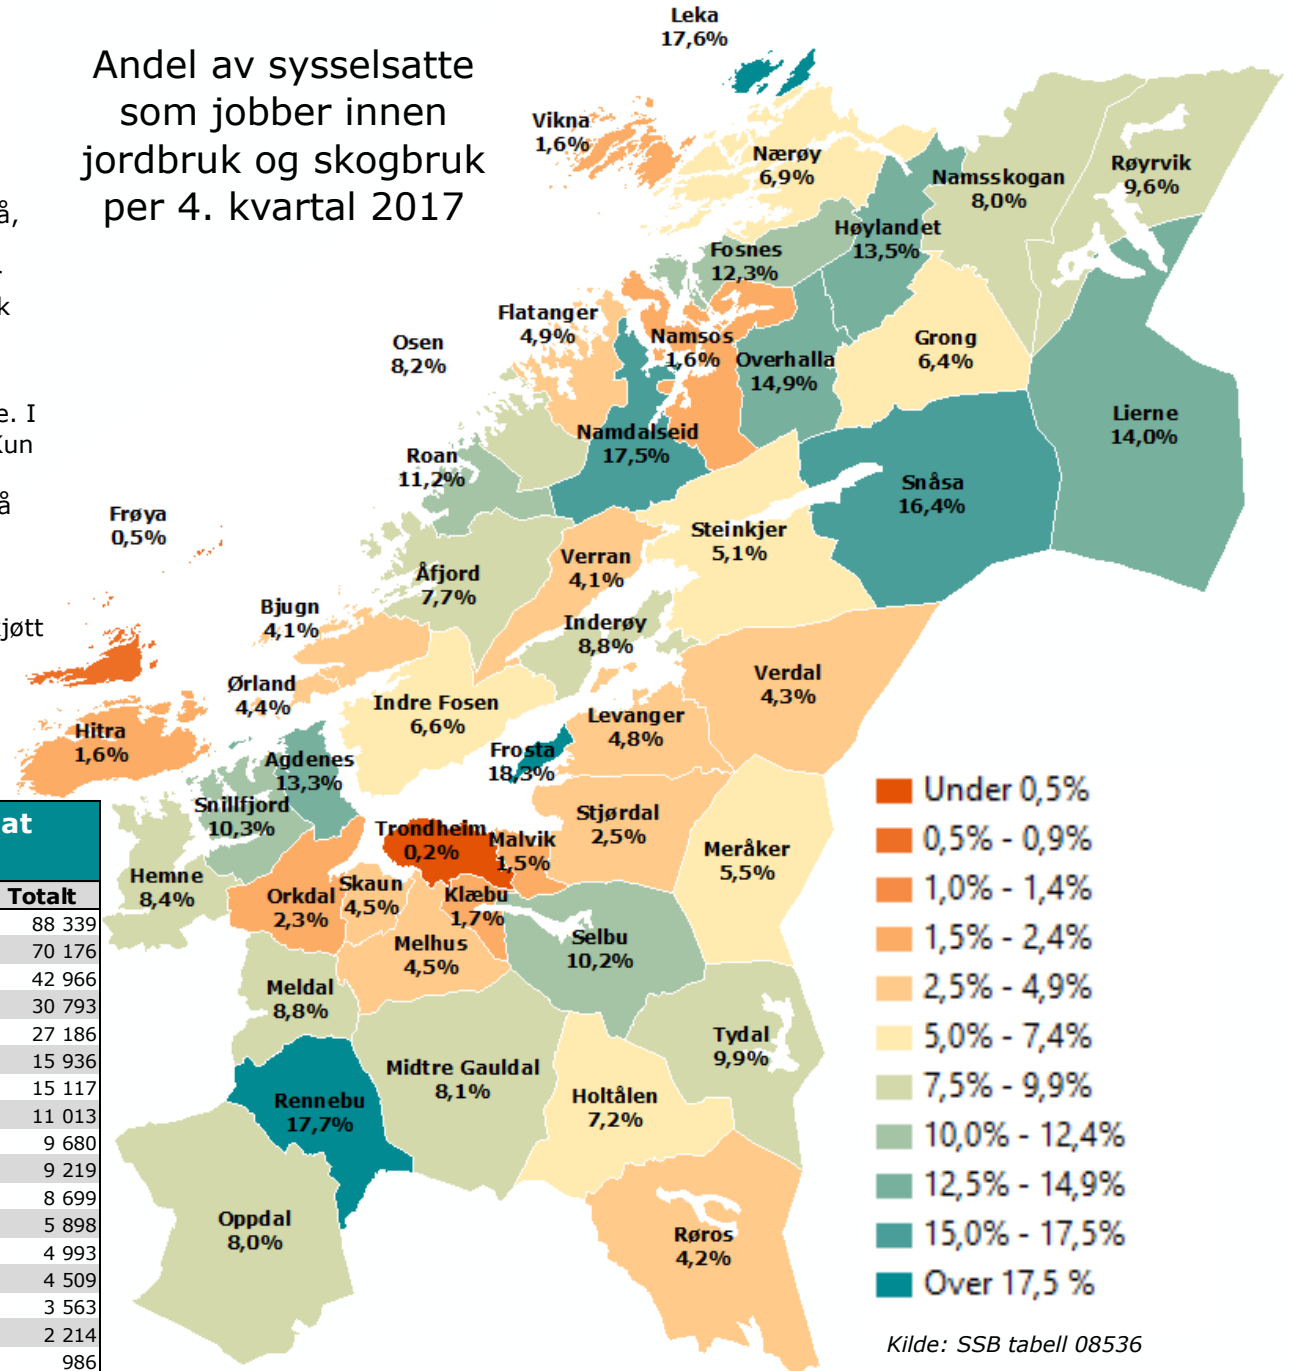 Andel av sysselsatte
som jobber innen
jordbruk og skogbruk
per 4. kvartal 2017
å,
k
e. I
Kun
å
jøtt
Leka
17,6%
Vikna
1,6%
Nærøy
6,9%
Namsskogan
8,0%
Røyrvik
9,6%
Høylandet
13,5%
Fosnes
12,3%
Flatanger
4,9%
Namsos
1,6%
Overhalla
14,9%
Grong
6,4%
Osen
8,2%
Lierne
14,0%
Namdalseid
17,5%
Roan
11,2%
Snåsa
16,4%
Frøya
0,5%
Steinkjer
5,1%
Verran
4,1%
Åfjord
7,7%
Bjugn
4,1%
Inderøy
8,8%
Verdal
4,3%
Ørland
4,4%
Indre Fosen
6,6%
Levanger
4,8%
Hitra
1,6%
Frosta
18,3%
Agdenes
13,3%
Snillfjord
10,3%
Stjørdal
2,5%
Trondheim
0,2%
Malvik
1,5%
Meråker
5,5%
Hemne
8,4%
Orkdal
2,3%
Skaun
4,5%
Klæbu
1,7%
Melhus
4,5%
Selbu
10,2%
Meldal
8,8%
Tydal
9,9%
Midtre Gauldal
8,1%
Holtålen
7,2%
Rennebu
17,7%
Oppdal
8,0%
Røros
4,2%
at
Totalt
88 339
70 176
42 966
30 793
27 186
15 936
15 117
11 013
9 680
9 219
8 699
5 898
4 993
4 509
3 563
2 214
986
Under 0,5%
0,5% - 0,9%
1,0% - 1,4%
1,5% - 2,4%
2,5% - 4,9%
5,0% - 7,4%
7,5% - 9,9%
10,0% - 12,4%
12,5% - 14,9%
15,0% - 17,5%
Over 17,5 %
Kilde: SSB tabell 08536